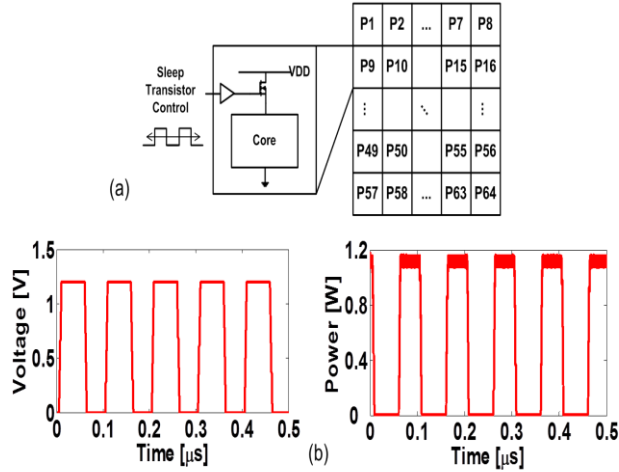 P1 P2 ... P7 P8
P9 P10 P15 P16
⋮ ⋱ ⋮
P49 P50 P55 P56
P57 P58 ... P63 P64
Sleep
Transistor
Control
VDD
Core
(a)
Voltage [V]
1.5
1
0.5
0
0 0.1 0.2 0.3 0.4 0.5
Time [μs]
(b)
Power [W]
1.2
0.8
0.4
0
0 0.1 0.2 0.3 0.4 0.5
Time [μs]